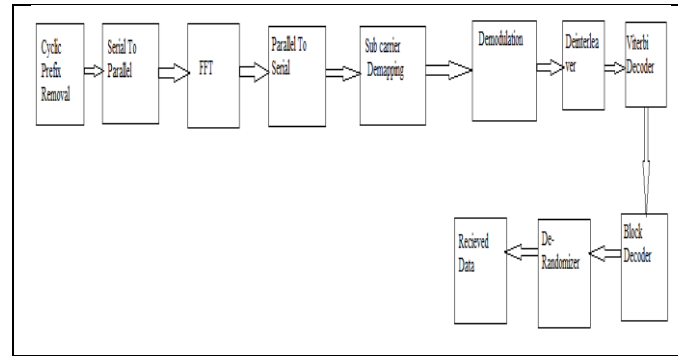 Cyclic
Prefix
Removal
Serial To
Parallel
FFT
Parallel To
Serial
Sub carrier
Demapping
Demodulation
Deinterlea
ver
Viterbi
Decoder
Block
Decoder
De-
Randomizer
Recieved
Data